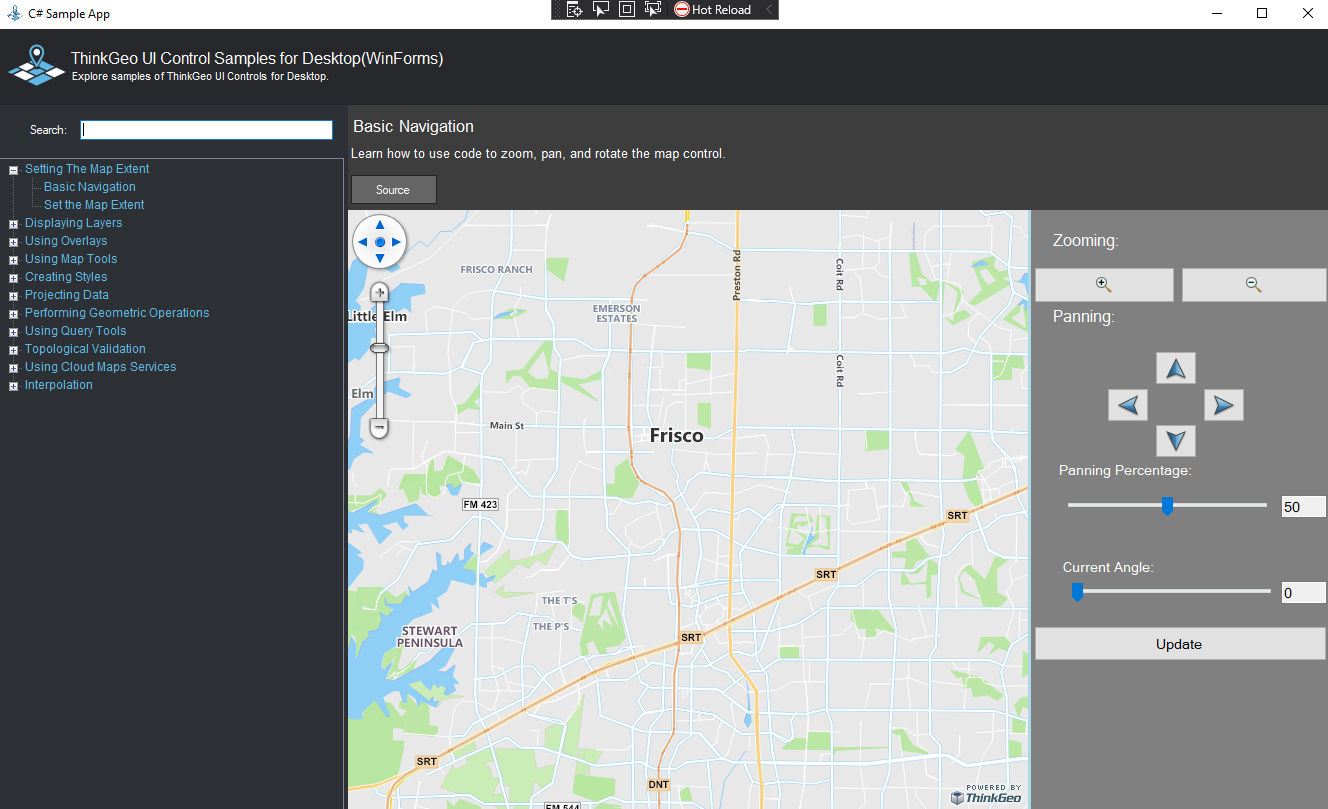 C# Sample App
Hot Reload
ThinkGeo UI Control Samples for Desktop(WinForms)
Explore samples of ThinkGeo UI Controls for Desktop.
Search:
Setting The Map Extent
Basic Navigation
Set the Map Extent
Displaying Layers
Using Overlays
Using Map Tools
Creating Styles
Projecting Data
Performing Geometric Operations
Using Query Tools
Topological Validation
Using Cloud Maps Services
Interpolation
Basic Navigation
Learn how to use code to zoom, pan, and rotate the map control.
Source
FRISCO RANCH
Preston Rd
Coit Rd
Little Elm
EMERSON
ESTATES
Coit Rd
Elm
Main St
Frisco
FM 423
SRT
SRT
THE T'S
THE P'S
STEWART
PENINSULA
SRT
SRT
DNT
FM 544
POWERED BY
ThinkGeo
Zooming:
Panning:
Panning Percentage:
50
Current Angle:
0
Update